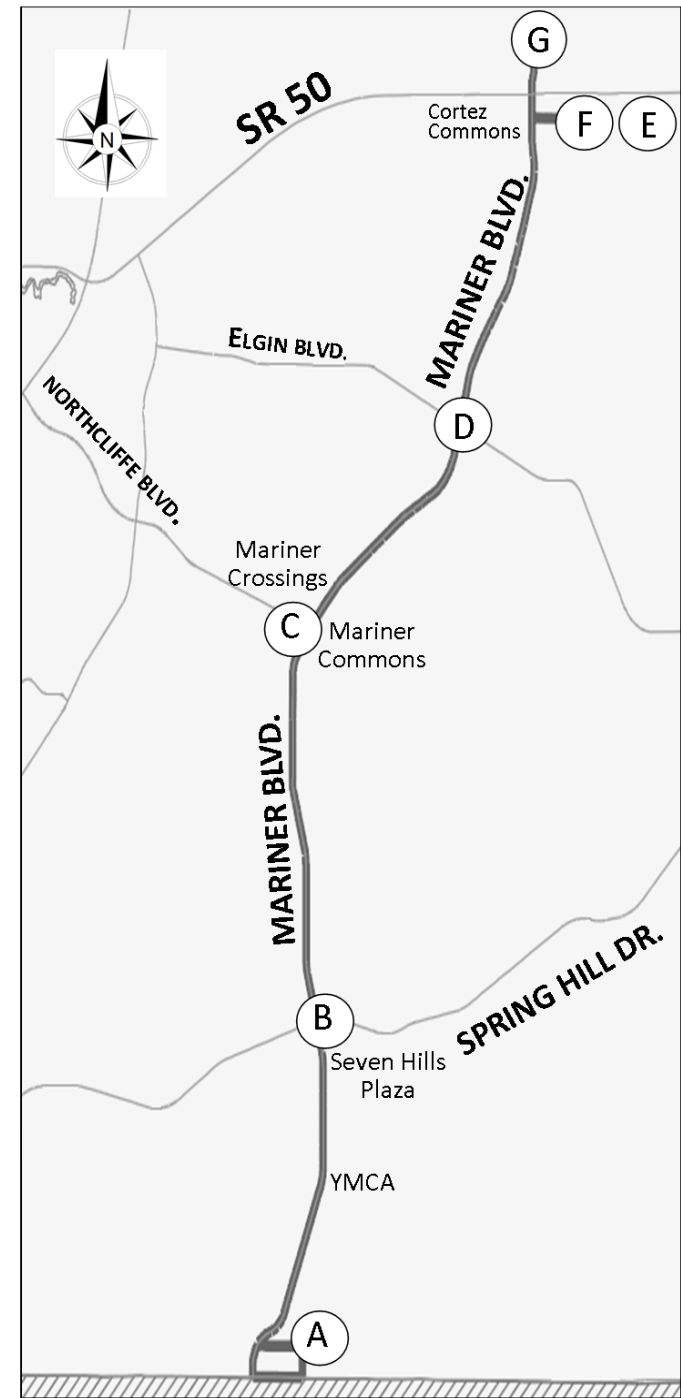 G
N
SR 50
Cortez
Commons
F
E
MARINER BLVD.
ELGIN BLVD.
NORTHCLIFFE BLVD.
D
Mariner
Crossings
C
Mariner
Commons
MARINER BLVD.
B
SPRING HILL DR.
Seven Hills
Plaza
YMCA
A